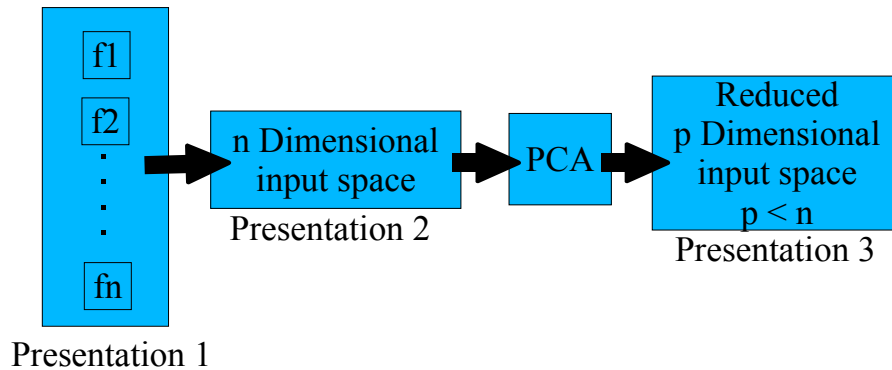 f1
f2
fn
Presentation 1
n Dimensional
input space
Presentation 2
PCA
Reduced
p Dimensional
input space
p < n
Presentation 3